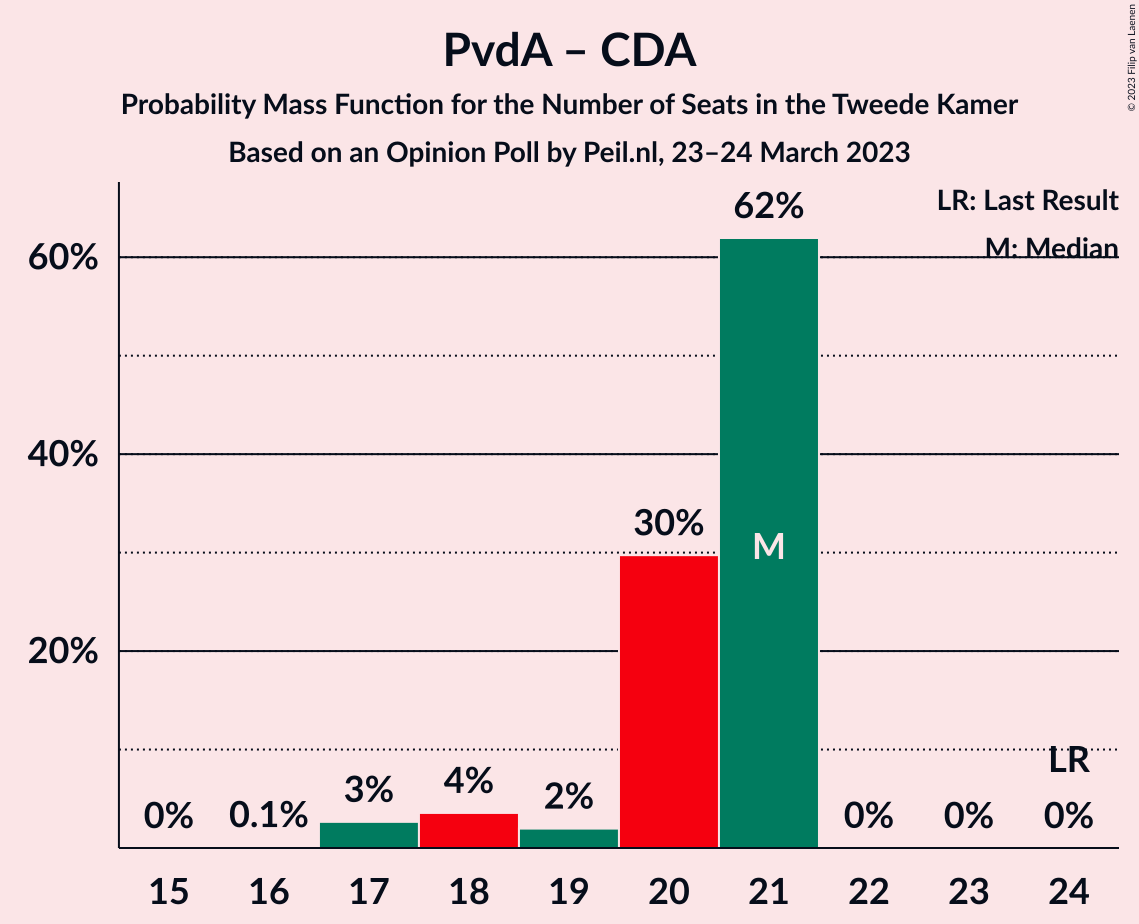 PvdA – CDA
Probability Mass Function for the Number of Seats in the Tweede Kamer
Based on an Opinion Poll by Peil.nl, 23–24 March 2023
© 2023 Filip van Laenen
LR: Last Result
M: Median
60%
40%
20%
0%
0.1%
3%
4%
2%
30%
62%
M
0%
0%
LR
0%
15 16 17 18 19 20 21 22 23 24